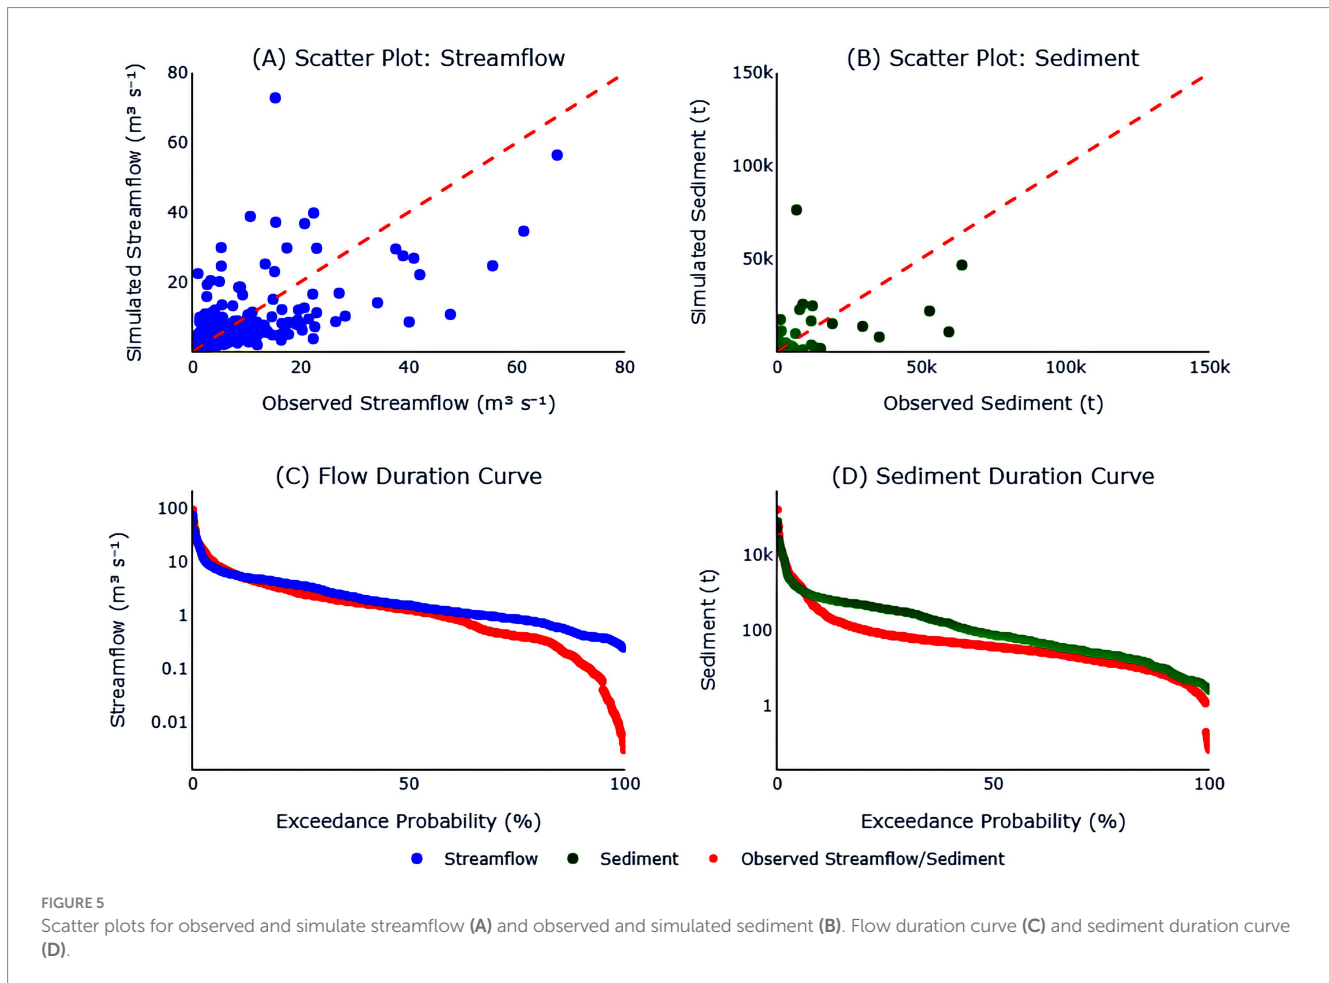 (A) Scatter Plot: Streamflow
Simulated Streamflow (m³ s⁻¹)
80
60
40
20
0 20 40 60 80
Observed Streamflow (m³ s⁻¹)
(B) Scatter Plot: Sediment
Simulated Sediment (t)
150k
100k
50k
0 50k 100k 150k
Observed Sediment (t)
(C) Flow Duration Curve
Streamflow (m³ s⁻¹)
100
10
1
0.1
0.01
0 50 100
Exceedance Probability (%)
(D) Sediment Duration Curve
Sediment (t)
10k
100
1
0 50 100
Exceedance Probability (%)
Streamflow Sediment Observed Streamflow/Sediment
FIGURE 5
Scatter plots for observed and simulate streamflow (A) and observed and simulated sediment (B). Flow duration curve (C) and sediment duration curve
(D).